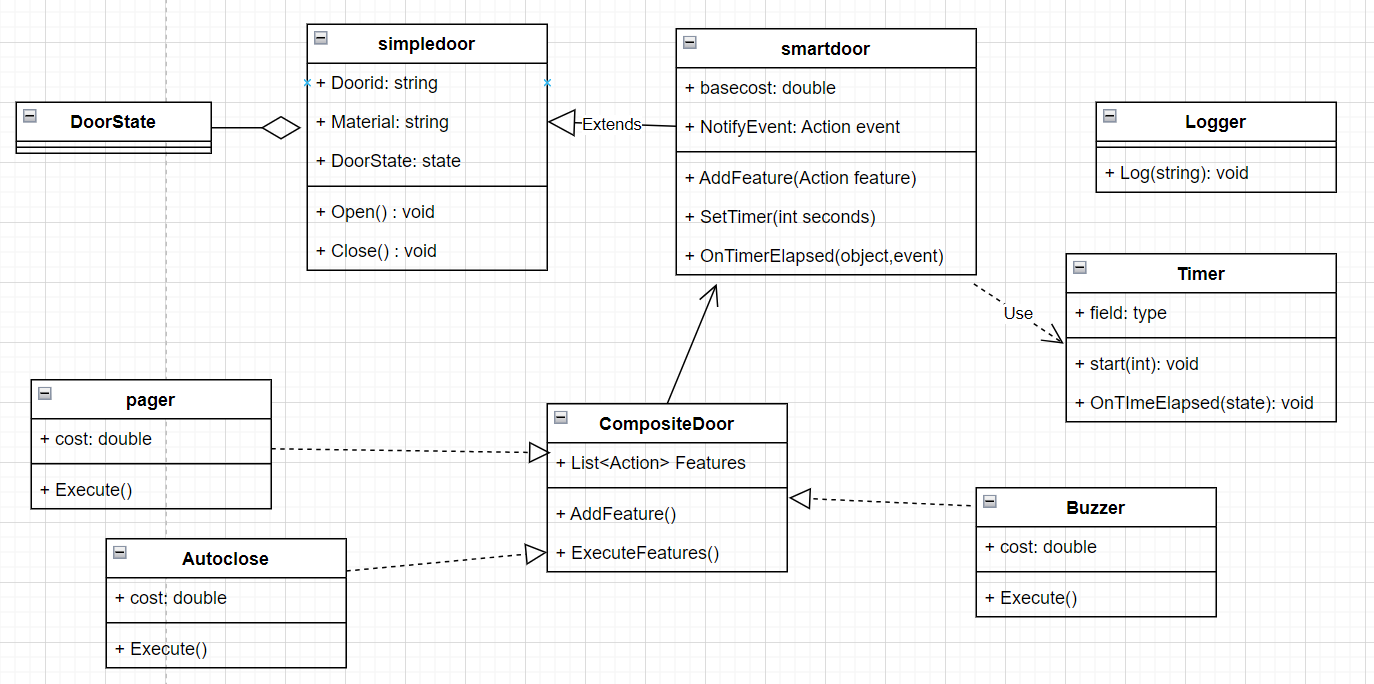 DoorState
simpledoor
+ Doorid: string
+ Material: string
+ DoorState: state
+ Open() : void
+ Close() : void
Extends
smartdoor
+ basecost: double
+ NotifyEvent: Action event
+ AddFeature(Action feature)
+ SetTimer(int seconds)
+ OnTimerElapsed(object,event)
Logger
+ Log(string): void
Use
Timer
+ field: type
+ start(int): void
+ OnTImeElapsed(state): void
pager
+ cost: double
+ Execute()
CompositeDoor
+ List<Action> Features
+ AddFeature()
+ ExecuteFeatures()
Autoclose
+ cost: double
+ Execute()
Buzzer
+ cost: double
+ Execute()